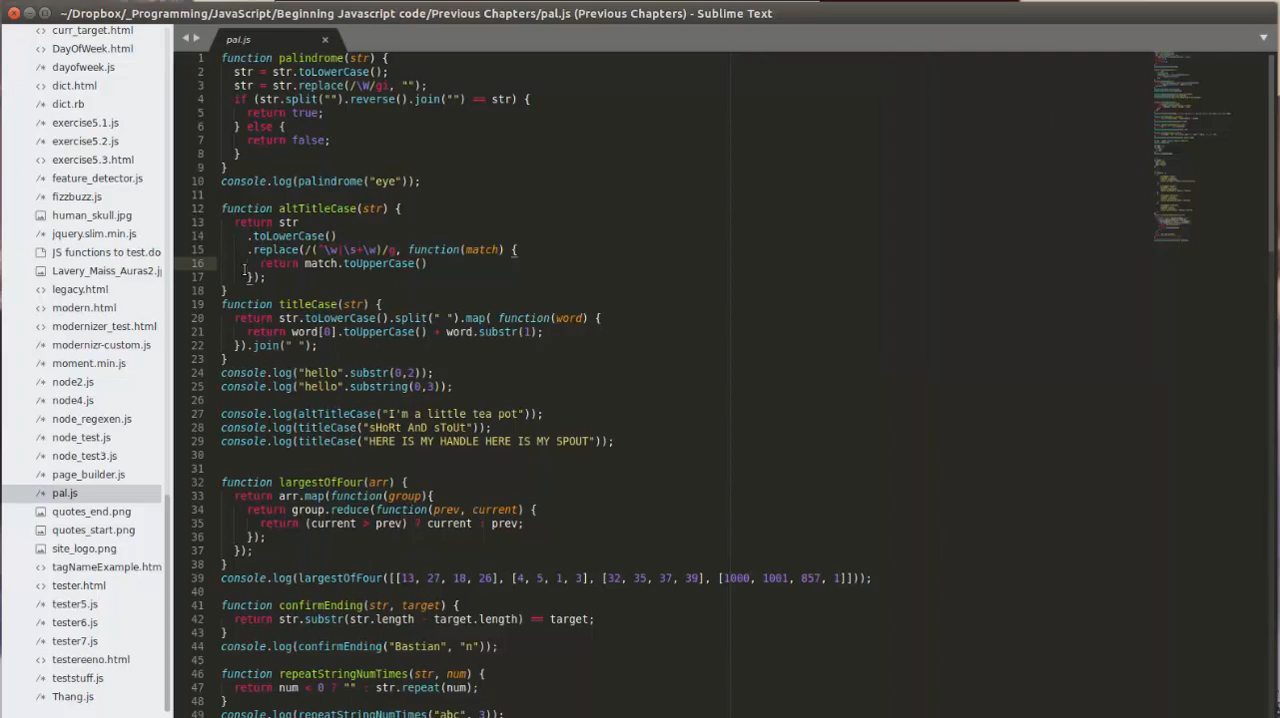 ~/Dropbox/_Programming/JavaScript/Beginning Javascript code/Previous Chapters/pal.js (Previous Chapters) - Sublime Text
curr_target.html
DayOfWeek.html
dayofweek.js
dict.html
dict.rb
exercise5.1.js
exercise5.2.js
exercise5.3.html
feature_detector.js
fizzbuzz.js
human_skull.jpg
jquery.slim.min.js
JS functions to test.do
Lavery_Maiss_Auras2.j
legacy.html
modern.html
modernizer_test.html
modernizr-custom.js
moment.min.js
node2.js
node4.js
node_regexen.js
node_test.js
node_test3.js
page_builder.js
pal.js
quotes_end.png
quotes_start.png
site_logo.png
tagNameExample.htm
tester.html
tester5.js
tester6.js
tester7.js
testereeno.html
teststuff.js
Thang.js
pal.js
1 function palindrome(str) {
2 str = str.toLowerCase();
3 str = str.replace(/\W/gi, "");
4 if (str.split("").reverse().join("") == str) {
5 return true;
6 } else {
7 return false;
8 }
9 }
10 console.log(palindrome("eye"));
11
12 function altTitleCase(str) {
13 return str
14 .toLowerCase()
15 .replace(/(^\w|\s+\w)/g, function(match) {
16 return match.toUpperCase()
17 });
18 }
19 function titleCase(str) {
20 return str.toLowerCase().split(" ").map( function(word) {
21 return word[0].toUpperCase() + word.substr(1);
22 }).join(" ");
23 }
24 console.log("hello".substr(0,2));
25 console.log("hello".substring(0,3));
26
27 console.log(altTitleCase("I'm a little tea pot"));
28 console.log(titleCase("sHoRt AnD sToUt"));
29 console.log(titleCase("HERE IS MY HANDLE HERE IS MY SPOUT"));
30
31
32 function largestOfFour(arr) {
33 return arr.map(function(group){
34 return group.reduce(function(prev, current) {
35 return (current > prev) ? current : prev;
36 });
37 });
38 }
39 console.log(largestOfFour([[13, 27, 18, 26], [4, 5, 1, 3], [32, 35, 37, 39], [1000, 1001, 857, 1]]));
40
41 function confirmEnding(str, target) {
42 return str.substr(str.length - target.length) == target;
43 }
44 console.log(confirmEnding("Bastian", "n"));
45
46 function repeatStringNumTimes(str, num) {
47 return num < 0 ? "" : str.repeat(num);
48 }
49 console.log(repeatStringNumTimes("abc", 3));